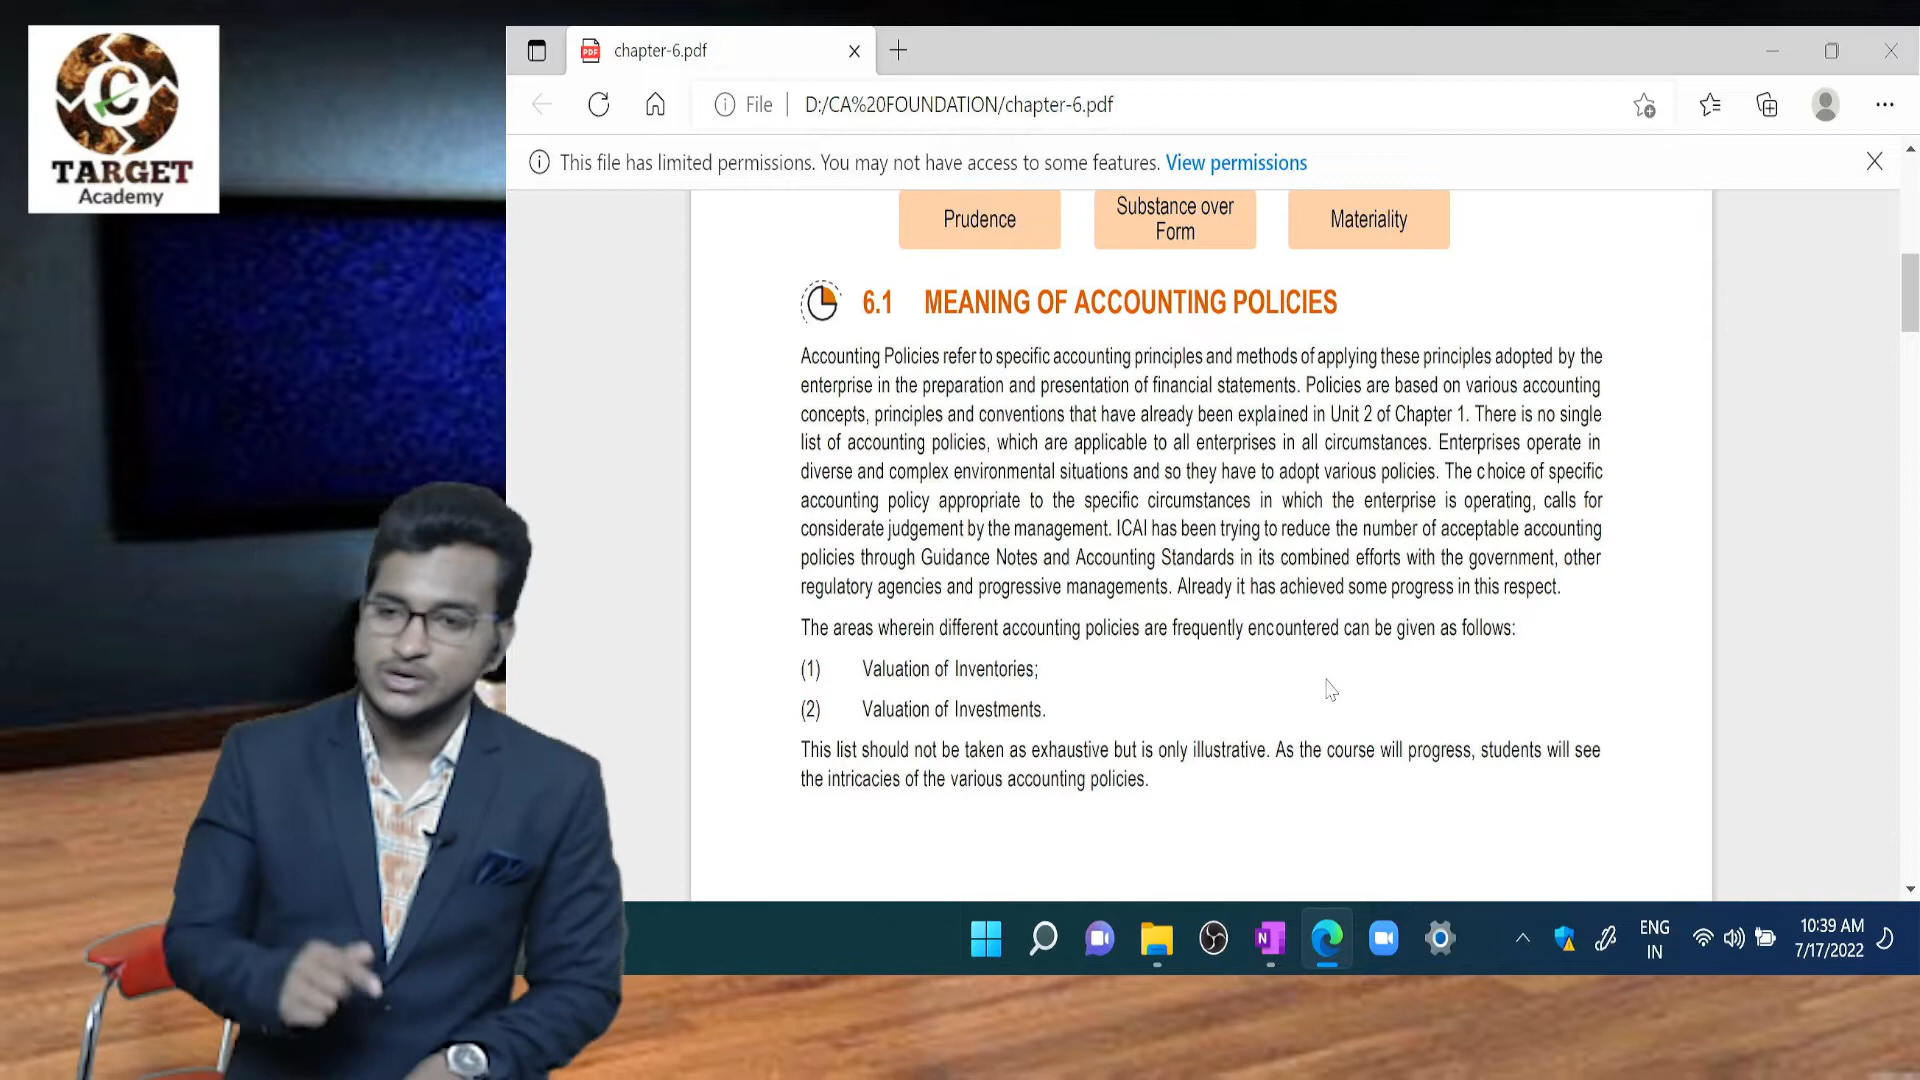 C
TARGET
Academy
chapter-6.pdf
File
D:/CA%20FOUNDATION/chapter-6.pdf
This file has limited permissions. You may not have access to some features. View permissions
Prudence
Substance over
Form
Materiality
6.1 MEANING OF ACCOUNTING POLICIES
Accounting Policies refer to specific accounting principles and methods of applying these principles adopted by the
enterprise in the preparation and presentation of financial statements. Policies are based on various accounting
concepts, principles and conventions that have already been explained in Unit 2 of Chapter 1. There is no single
list of accounting policies, which are applicable to all enterprises in all circumstances. Enterprises operate in
diverse and complex environmental situations and so they have to adopt various policies. The choice of specific
accounting policy appropriate to the specific circumstances in which the enterprise is operating, calls for
considerate judgement by the management. ICAI has been trying to reduce the number of acceptable accounting
policies through Guidance Notes and Accounting Standards in its combined efforts with the government, other
regulatory agencies and progressive managements. Already it has achieved some progress in this respect.
The areas wherein different accounting policies are frequently encountered can be given as follows:
(1) Valuation of Inventories;
(2) Valuation of Investments.
This list should not be taken as exhaustive but is only illustrative. As the course will progress, students will see
the intricacies of the various accounting policies.
ENG
IN
10:39 AM
7/17/2022